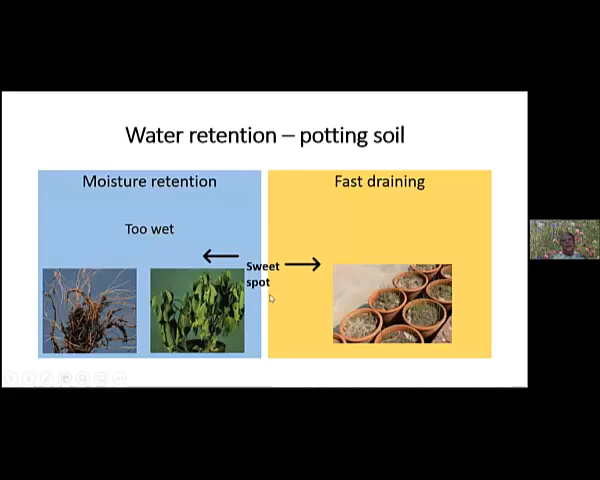 Water retention – potting soil
Moisture retention
Too wet
Sweet
spot
Fast draining